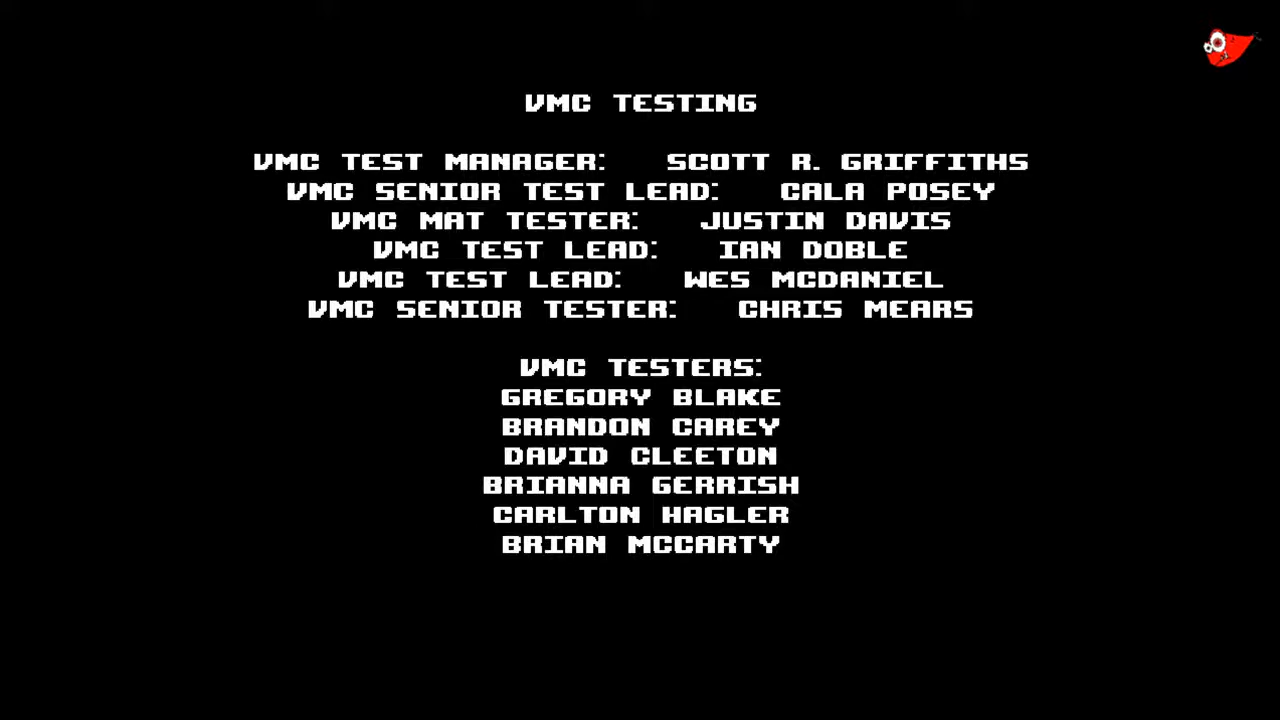 VMC TESTING
VMC TEST MANAGER: SCOTT R. GRIFFITHS
VMC SENIOR TEST LEAD: CALA POSEY
VMC MAT TESTER: JUSTIN DAVIS
VMC TEST LEAD: IAN DOBLE
VMC TEST LEAD: WES MCDANIEL
VMC SENIOR TESTER: CHRIS MEARS
VMC TESTERS:
GREGORY BLAKE
BRANDON CAREY
DAVID CLEETON
BRIANNA GERRISH
CARLTON HAGLER
BRIAN MCCARTY